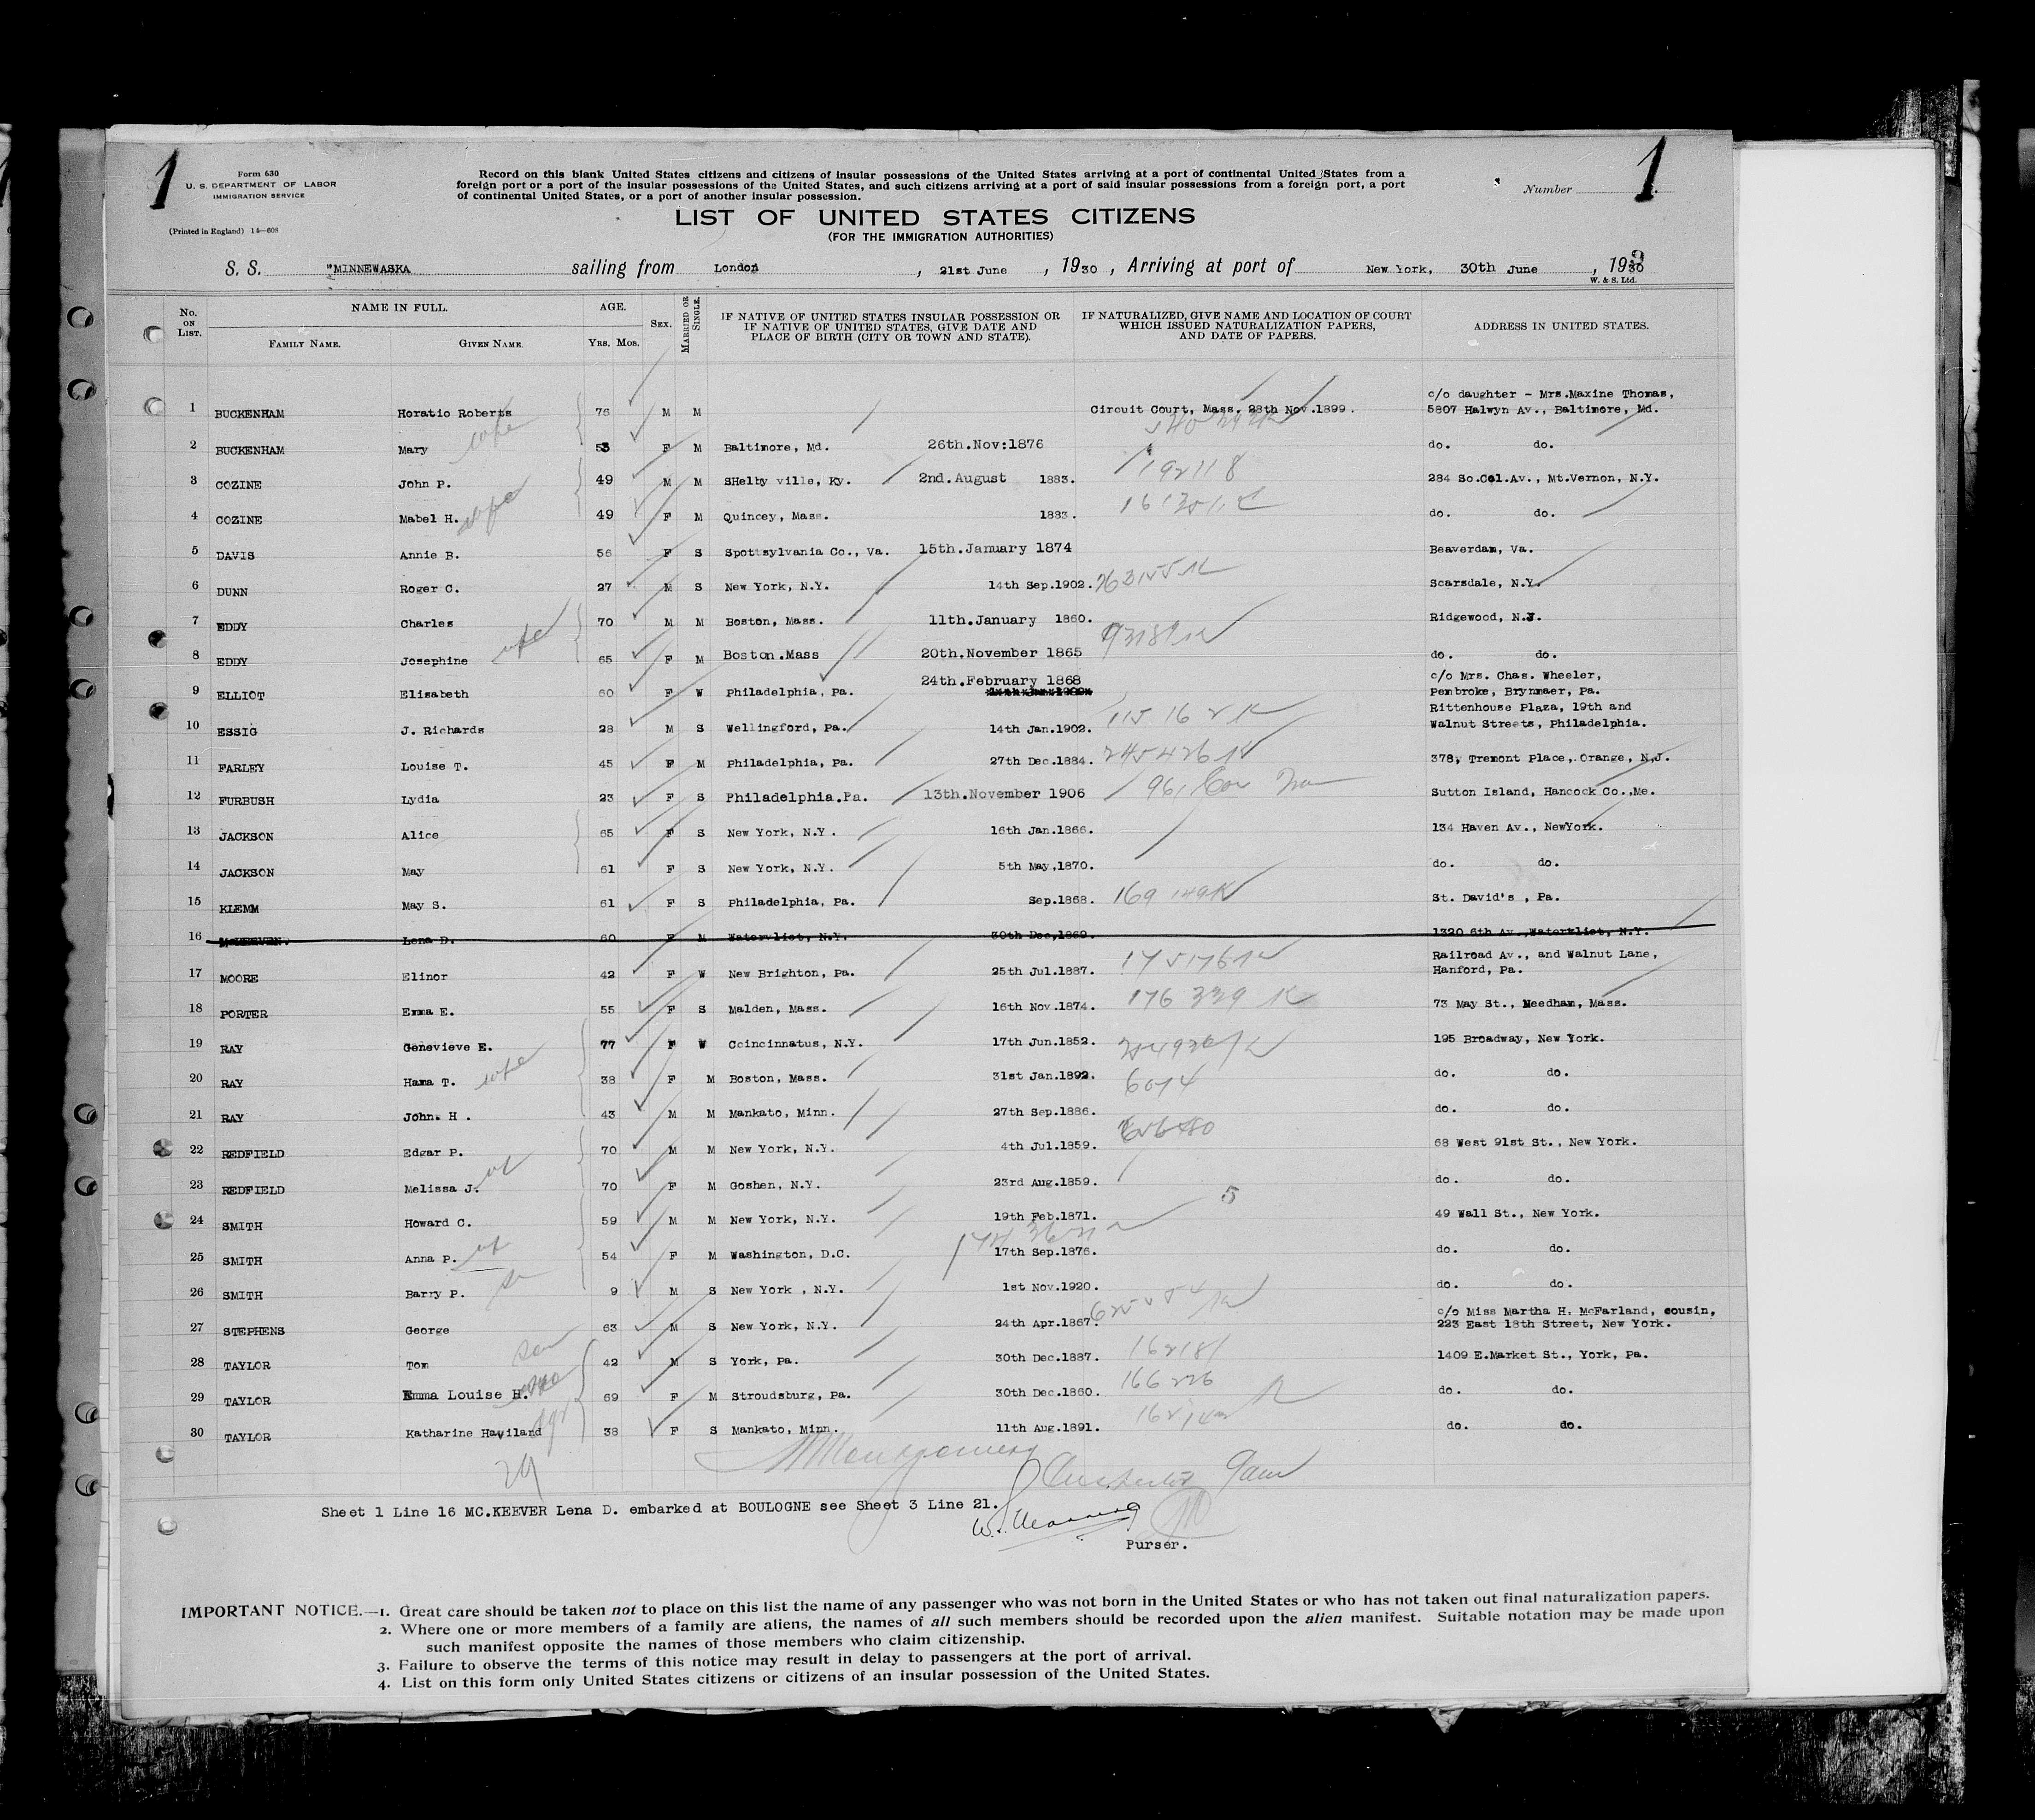 1
1
Form 630
U. S. DEPARTMENT OF LABOR
IMMIGRATION SERVICE
(Printed in England) 14—608
Record on this blank United States citizens and citizens of insular possessions of the United States arriving at a port of continental United States from a
foreign port or a port of the insular possessions of the United States, and such citizens arriving at a port of said insular possessions from a foreign port, a port
of continental United States, or a port of another insular possession.
Number
LIST OF UNITED STATES CITIZENS
(FOR THE IMMIGRATION AUTHORITIES)
S. S. "MINNEWASKA sailing from London, 21st June, 1930, Arriving at port of New York, 30th June, 1930
W. & S. Ltd.
No. ON LIST. NAME IN FULL. FAMILY NAME. GIVEN NAME. AGE. YRS. MOS. SEX. MARRIED OR SINGLE. IF NATIVE OF UNITED STATES INSULAR POSSESSION OR IF NATIVE OF UNITED STATES, GIVE DATE AND PLACE OF BIRTH (CITY OR TOWN AND STATE). IF NATURALIZED, GIVE NAME AND LOCATION OF COURT WHICH ISSUED NATURALIZATION PAPERS, AND DATE OF PAPERS. ADDRESS IN UNITED STATES.
c/o daughter - Mrs.Maxine Thomas,
1 BUCKENHAM Horatio Roberts 76 M M Circuit Court, Mass. 28th Nov.1899. 5807 Halwyn Av., Baltimore, Md.
wife
2 BUCKENHAM Mary 53 F M Baltimore, Md. 26th.Nov:1876 do. do.
3 COZINE John P. 49 M M SHelby ville, Ky. 2nd.August 1883. 192118 284 So.Col.Av., Mt.Vernon, N.Y.
4 COZINE Mabel H. wife 49 F M Quincey, Mass. 1883. do. do.
5 DAVIS Annie B. 56 F S Spottsylvania Co., Va. 15th.January 1874 Beaverdam, Va.
6 DUNN Roger C. 27 M S New York, N.Y. 14th Sep.1902. Scarsdale, N.Y.
7 EDDY Charles 70 M M Boston, Mass. 11th.January 1860. Ridgewood, N.J.
8 EDDY Josephine wife 65 F M Boston.Mass 20th.November 1865 do. do.
24th.February 1868 c/o Mrs. Chas. Wheeler,
9 ELLIOT Elisabeth 60 F W Philadelphia, Pa. Pembroke, Brynmaer, Pa.
Rittenhouse Plaza, 19th and
10 ESSIG J. Richards 28 M S Wellingford, Pa. 14th Jan.1902. Walnut Streets, Philadelphia.
11 FARLEY Louise T. 45 F M Philadelphia, Pa. 27th Dec.1884. 245426 K 378, Tremont Place, Orange, N.J.
12 FURBUSH Lydia 23 F S Philadelphia.Pa. 13th.November 1906 Sutton Island, Hancock Co.,Me.
13 JACKSON Alice 65 F S New York, N.Y. 16th Jan.1866. 134 Haven Av., NewYork.
14 JACKSON May 61 F S New York, N.Y. 5th May,1870. do. do.
15 KLEMM May S. 61 F S Philadelphia, Pa. Sep.1868. 169 149K St. David's , Pa.
16 McKEEVEN. Lena D. 60 F M Watervliet, N.Y. 30th Dec,1869. 1320 6th Av.,Watervliet, N.Y.
Railroad Av., and Walnut Lane,
17 MOORE Elinor 42 F W New Brighton, Pa. 25th Jul.1887. Hanford, Pa.
18 PORTER Emma E. 55 F S Malden, Mass. 16th Nov.1874. 176 339 K 73 May St., Needham, Mass.
19 RAY Genevieve E. 77 F W Ccincinnatus, N.Y. 17th Jun.1852. 195 Broadway, New York.
20 RAY Hama T. wife 38 F M Boston, Mass. 31st Jan.1892. 6074 do. do.
21 RAY John. H . 43 M M Mankato, Minn. 27th Sep.1886. do. do.
22 REDFIELD Edgar P. 70 M M New York, N.Y. 4th Jul.1859. 68 West 91st St., New York.
23 REDFIELD Melissa J. 70 F M Goshen, N.Y. 23rd Aug.1859. do. do.
5
24 SMITH Howard C. 59 M M New York, N.Y. 19th Feb.1871. 49 Wall St., New York.
25 SMITH Anna P. 54 F M Washington, D.C. 17th Sep.1876. do. do.
26 SMITH Barry P. 9 M S New York , N.Y. 1st Nov.1920. do. do.
c/o Miss Martha H. McFarland, cousin,
27 STEPHENS George 63 M S New York, N.Y. 24th Apr.1867. 223 East 18th Street, New York.
son
28 TAYLOR Tom 42 M S York, Pa. 30th Dec.1887. 162181 1409 E.Market St., York, Pa.
29 TAYLOR Emma Louise H. 69 F M Stroudsburg, Pa. 30th Dec.1860. 166226 do. do.
30 TAYLOR Katharine Haviland 38 F S Mankato, Minn. 11th Aug.1891. do. do.
29
Sheet 1 Line 16 MC.KEEVER Lena D. embarked at BOULOGNE see Sheet 3 Line 21.
Purser.
IMPORTANT NOTICE.—1. Great care should be taken not to place on this list the name of any passenger who was not born in the United States or who has not taken out final naturalization papers.
2. Where one or more members of a family are aliens, the names of all such members should be recorded upon the alien manifest. Suitable notation may be made upon
such manifest opposite the names of those members who claim citizenship.
3. Failure to observe the terms of this notice may result in delay to passengers at the port of arrival.
4. List on this form only United States citizens or citizens of an insular possession of the United States.